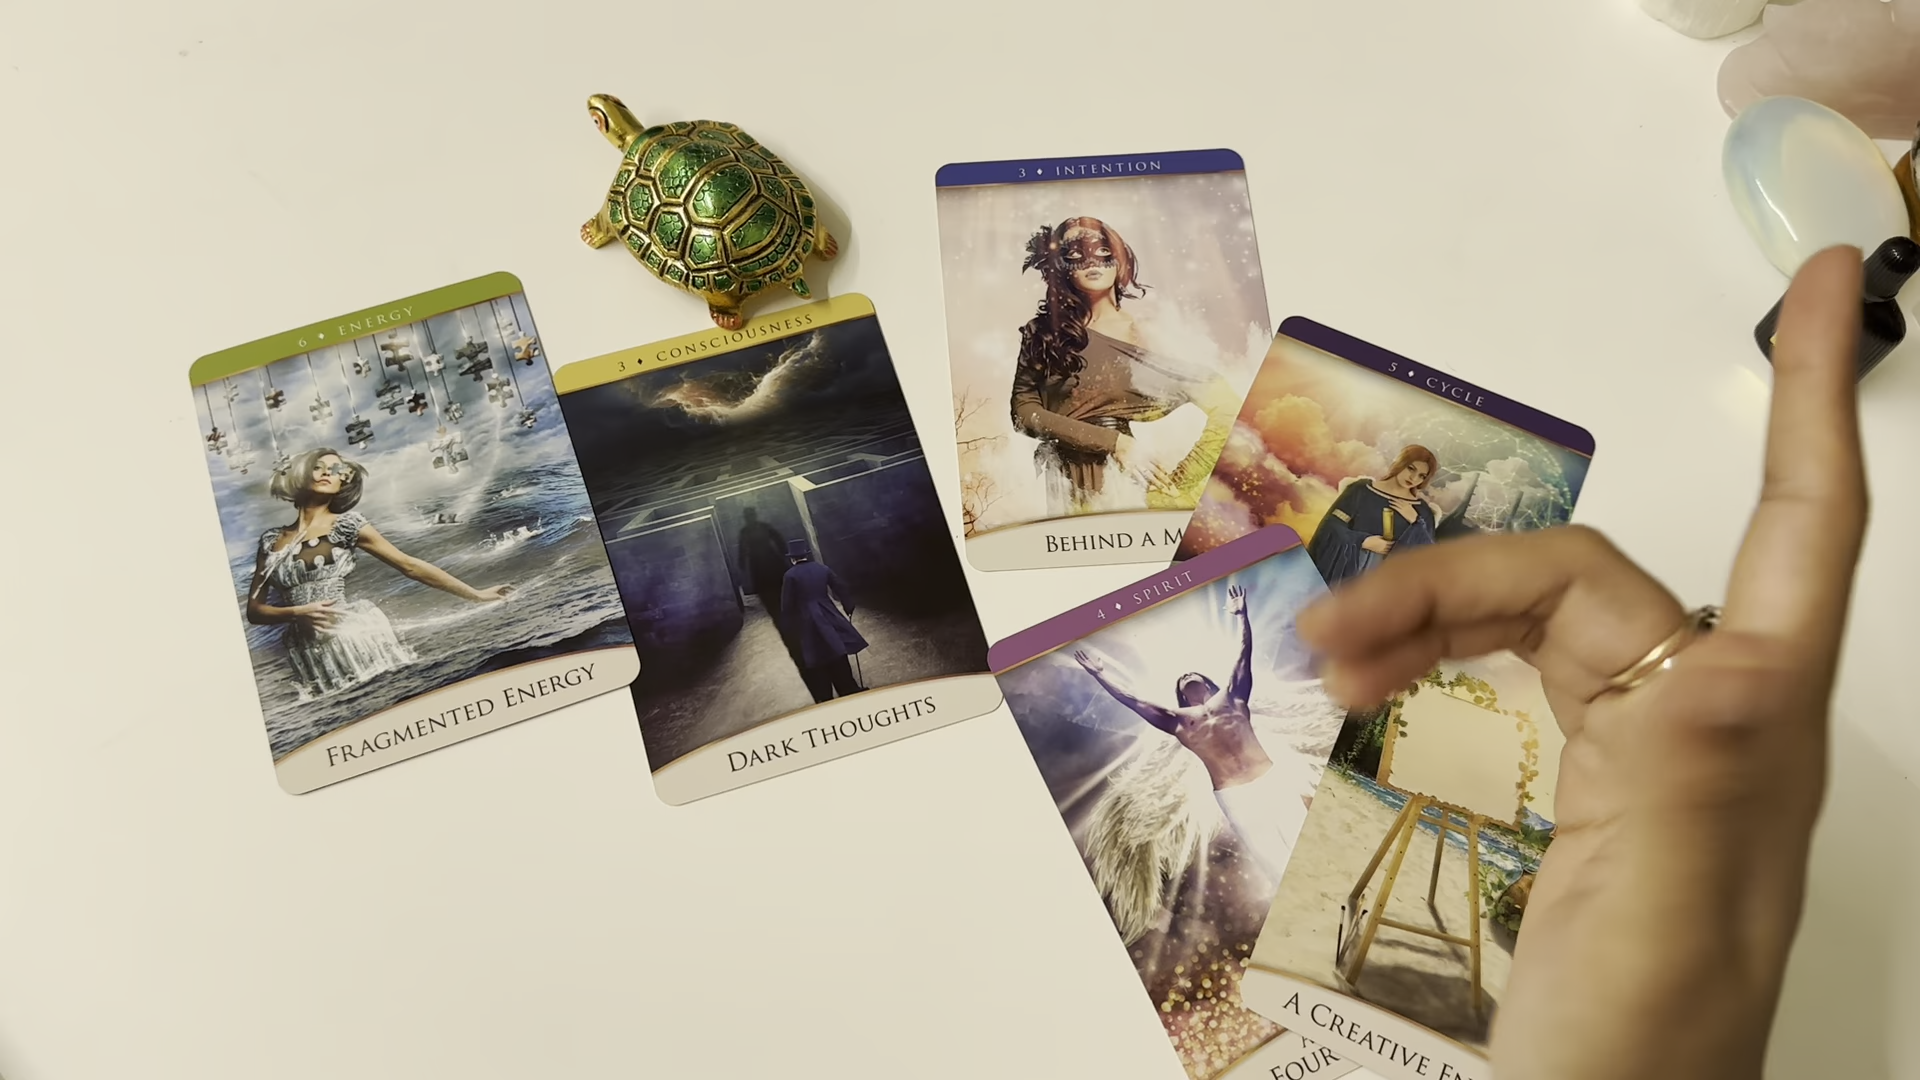 6 ♦ ENERGY
FRAGMENTED ENERGY
3 ♦ CONSCIOUSNESS
DARK THOUGHTS
3 ♦ INTENTION
BEHIND A M
5 ♦ CYCLE
4 ♦ SPIRIT
FOUR
A CREATIVE EN